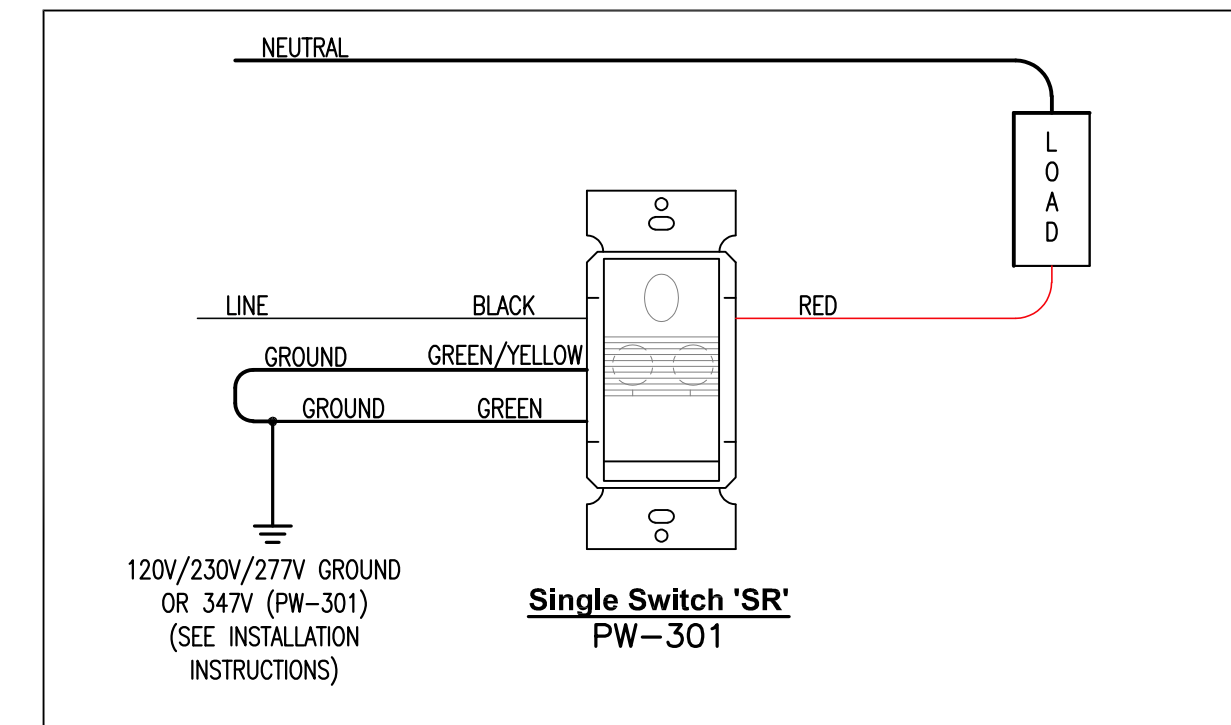 NEUTRAL
LOAD
LINE BLACK RED
GROUND GREEN/YELLOW
GROUND GREEN
120V/230V/277V GROUND
OR 347V (PW-301)
(SEE INSTALLATION
INSTRUCTIONS)
Single Switch 'SR'
PW-301